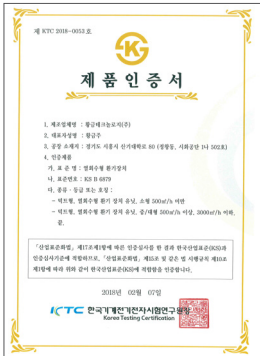 제 KTC 2018-0053 호
KS
제 품 인 증 서
1. 제조업체명 : 황금테크놀로지(주)
2. 대표자성명 : 황금주
3. 공장 소재지 : 경기도 시흥시 산기대학로 80 (정왕동, 시화공단 (나 502호)
4. 인증제품
가. 표 준 명 : 열회수형 환기장치
나. 표준번호 : KS B 6879
다. 종류·등급 또는 호칭 :
- 덕트형, 열회수형 환기 장치 유닛, 소형 500㎥/h 미만
- 덕트형, 열회수형 환기 장치 유닛, 중/대형 500㎥/h 이상, 3000㎥/h 이하,
끝.
「산업표준화법」 제17조제1항에 따른 인증심사를 한 결과 한국산업표준(KS)과
인증심사기준에 적합하므로, 「산업표준화법」 제15조 및 같은 법 시행규칙 제10조
제1항에 따라 위와 같이 한국산업표준(KS)에 적합함을 인증합니다.
2018년 02월 07일
KTC 한국기계전기전자시험연구원장
Korea Testing Certification